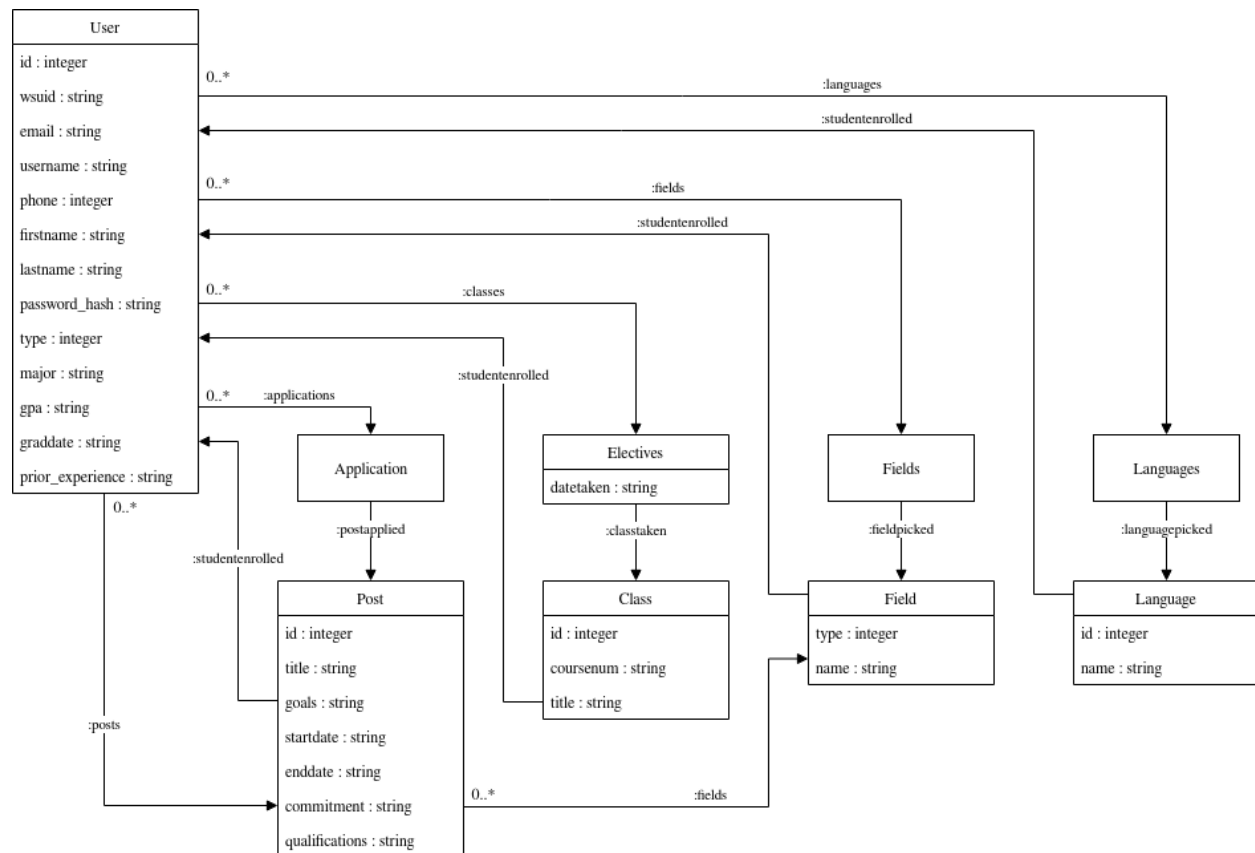 User
id : integer
wsuid : string
email : string
username : string
phone : integer
firstname : string
lastname : string
password_hash : string
type : integer
major : string
gpa : string
graddate : string
prior_experience : string
0..*
:languages
:studentenrolled
0..*
:fields
:studentenrolled
0..*
:classes
:studentenrolled
0..*
:applications
0..*
:studentenrolled
:posts
Application
:postapplied
Electives
datetaken : string
:classtaken
Fields
:fieldpicked
Languages
:languagepicked
Post
id : integer
title : string
goals : string
startdate : string
enddate : string
commitment : string
qualifications : string
Class
id : integer
coursenum : string
title : string
Field
type : integer
name : string
Language
id : integer
name : string
0..*
:fields